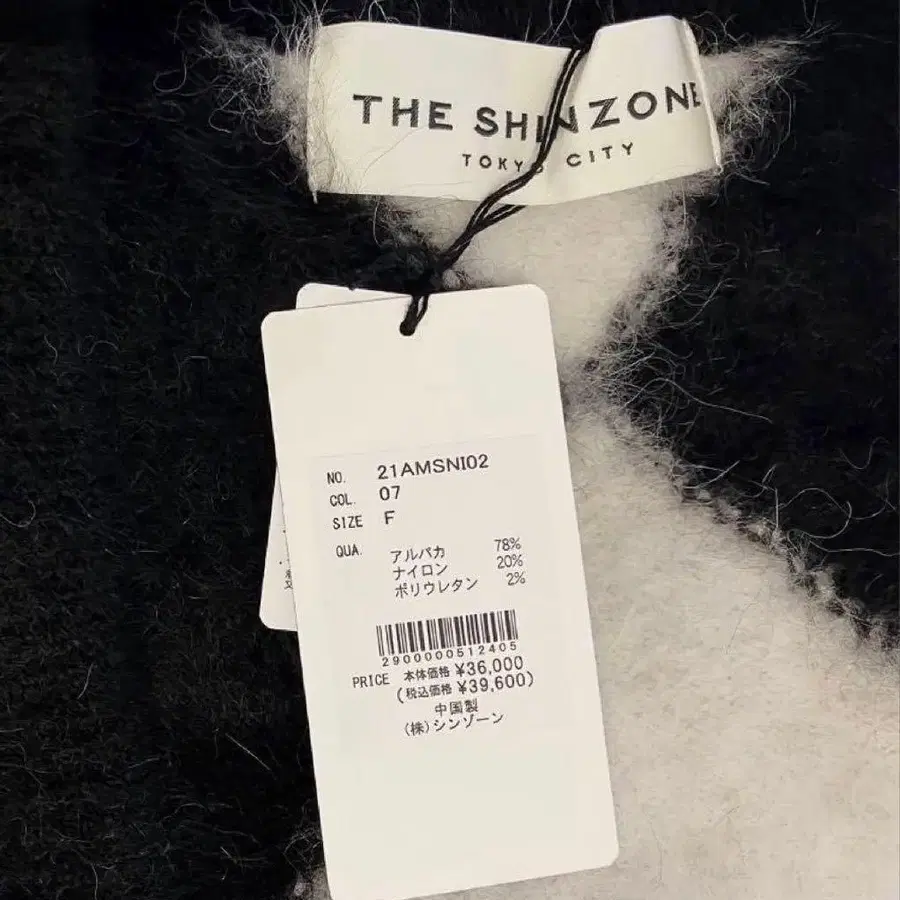 THE SHINZONE
TOKYO CITY
NO. 21AMSNI02
COL. 07
SIZE F
QUA. アルパカ 78%
ナイロン 20%
ポリウレタン 2%
2900000512405
PRICE 本体価格 ¥36,000
(税込価格 ¥39,600)
中国製
(株)シンゾーン